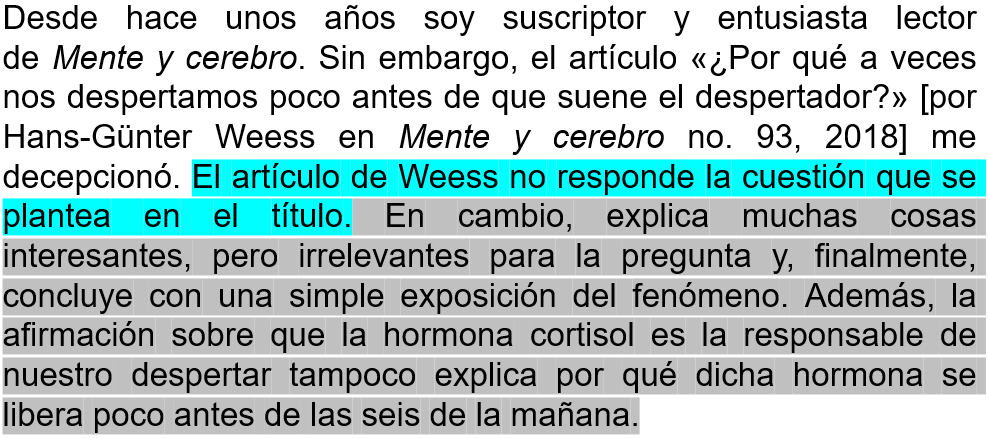 Desde hace unos años soy suscriptor y entusiasta lector
de Mente y cerebro. Sin embargo, el artículo «¿Por qué a veces
nos despertamos poco antes de que suene el despertador?» [por
Hans-Günter Weess en Mente y cerebro no. 93, 2018] me
decepcionó. El artículo de Weess no responde la cuestión que se
plantea en el título. En cambio, explica muchas cosas
interesantes, pero irrelevantes para la pregunta y, finalmente,
concluye con una simple exposición del fenómeno. Además, la
afirmación sobre que la hormona cortisol es la responsable de
nuestro despertar tampoco explica por qué dicha hormona se
libera poco antes de las seis de la mañana.